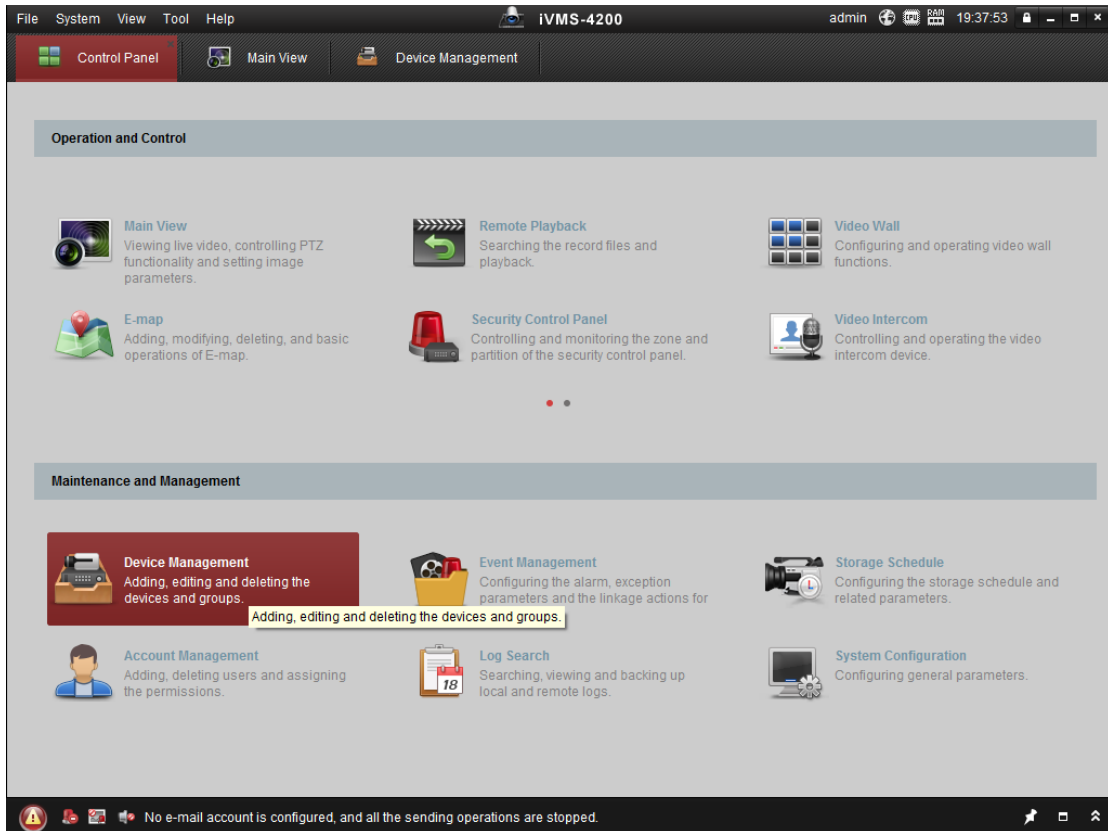 File System View Tool Help iVMS-4200 admin CPU RAM 19:37:53
Control Panel Main View Device Management
Operation and Control
Main View
Viewing live video, controlling PTZ
functionality and setting image
parameters.
Remote Playback
Searching the record files and
playback.
Video Wall
Configuring and operating video wall
functions.
E-map
Adding, modifying, deleting, and basic
operations of E-map.
Security Control Panel
Controlling and monitoring the zone and
partition of the security control panel.
Video Intercom
Controlling and operating the video
intercom device.
Maintenance and Management
Device Management
Adding, editing and deleting the
devices and groups.
Adding, editing and deleting the devices and groups.
Event Management
Configuring the alarm, exception
parameters and the linkage actions for
Storage Schedule
Configuring the storage schedule and
related parameters.
Account Management
Adding, deleting users and assigning
the permissions.
18
Log Search
Searching, viewing and backing up
local and remote logs.
System Configuration
Configuring general parameters.
No e-mail account is configured, and all the sending operations are stopped.